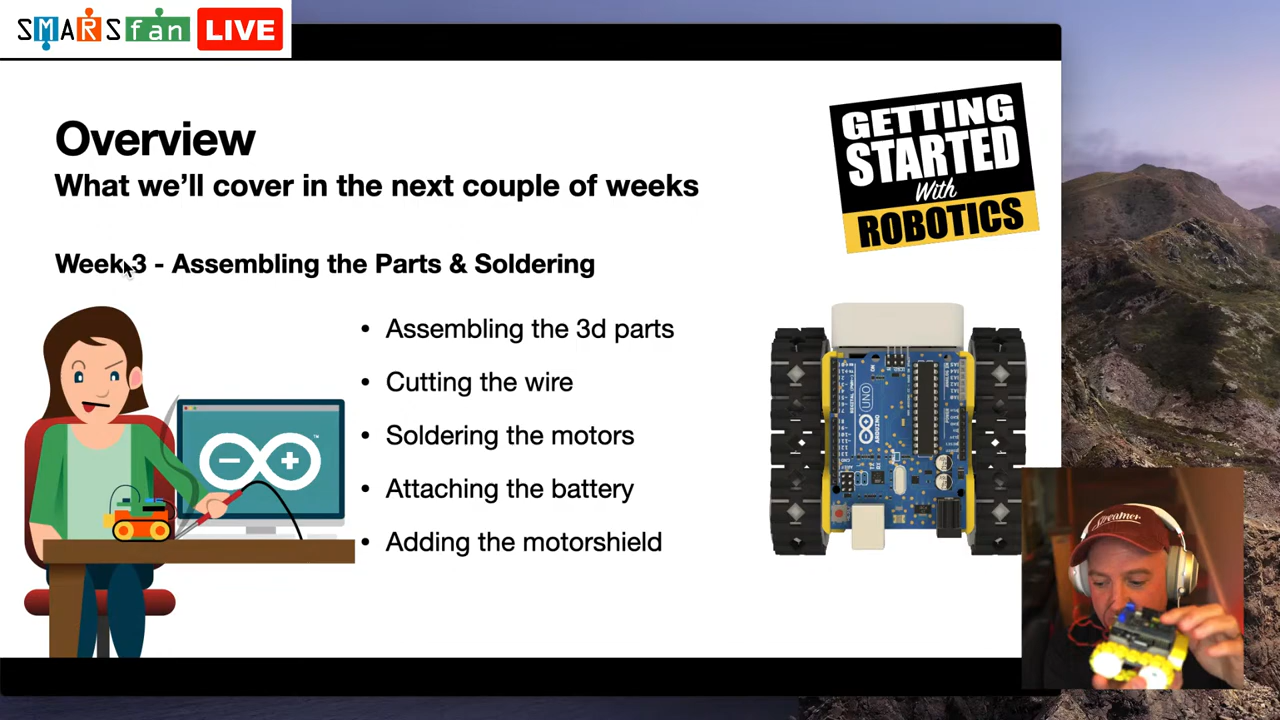 SMARSfan LIVE
Overview
What we'll cover in the next couple of weeks
GETTING
STARTED
With
ROBOTICS
Week 3 - Assembling the Parts & Soldering
• Assembling the 3d parts
• Cutting the wire
• Soldering the motors
• Attaching the battery
• Adding the motorshield
UNO
ARDUINO
Streamer